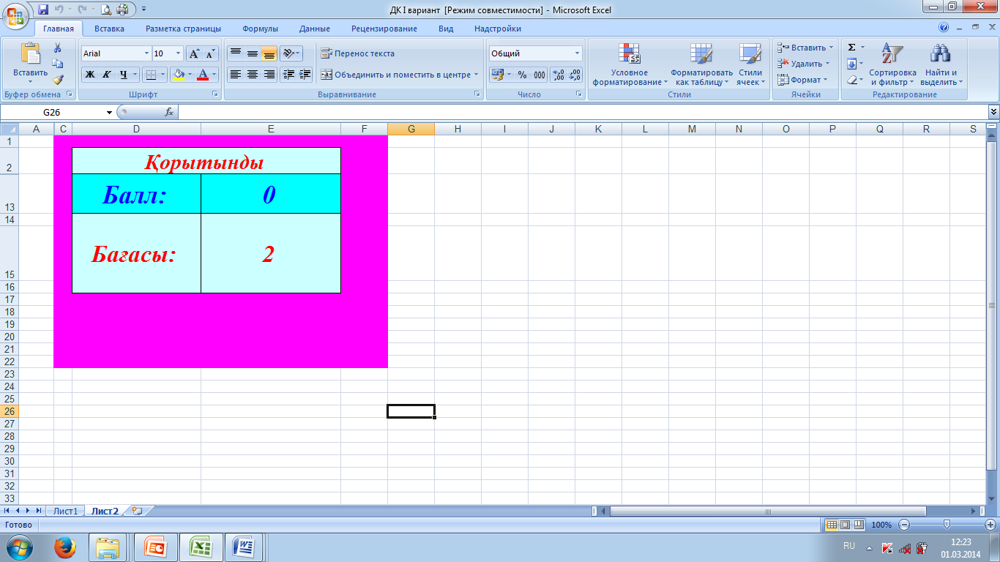 ДК I вариант [Режим совместимости] - Microsoft Excel
Главная Вставка Разметка страницы Формулы Данные Рецензирование Вид Надстройки
Вставить
Буфер обмена
Arial 10
Ж К Ч
Шрифт
Перенос текста
Объединить и поместить в центре
Выравнивание
Общий
% 000
Число
Условное форматирование
Форматировать как таблицу
Стили ячеек
Стили
Вставить
Удалить
Формат
Ячейки
Сортировка и фильтр
Найти и выделить
Редактирование
G26 fx
A C D E F G H I J K L M N O P Q R S
1
2 Қорытынды
13 Балл: 0
14
15 Бағасы: 2
16
17
18
19
20
21
22
23
24
25
26
27
28
29
30
31
32
33
Лист1 Лист2
Готово 100%
RU 12:23
01.03.2014